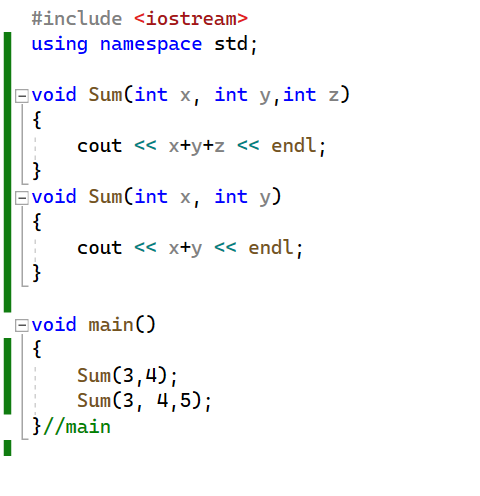 #include <iostream>
using namespace std;
void Sum(int x, int y,int z)
{
cout << x+y+z << endl;
}
void Sum(int x, int y)
{
cout << x+y << endl;
}
void main()
{
Sum(3,4);
Sum(3, 4,5);
}//main